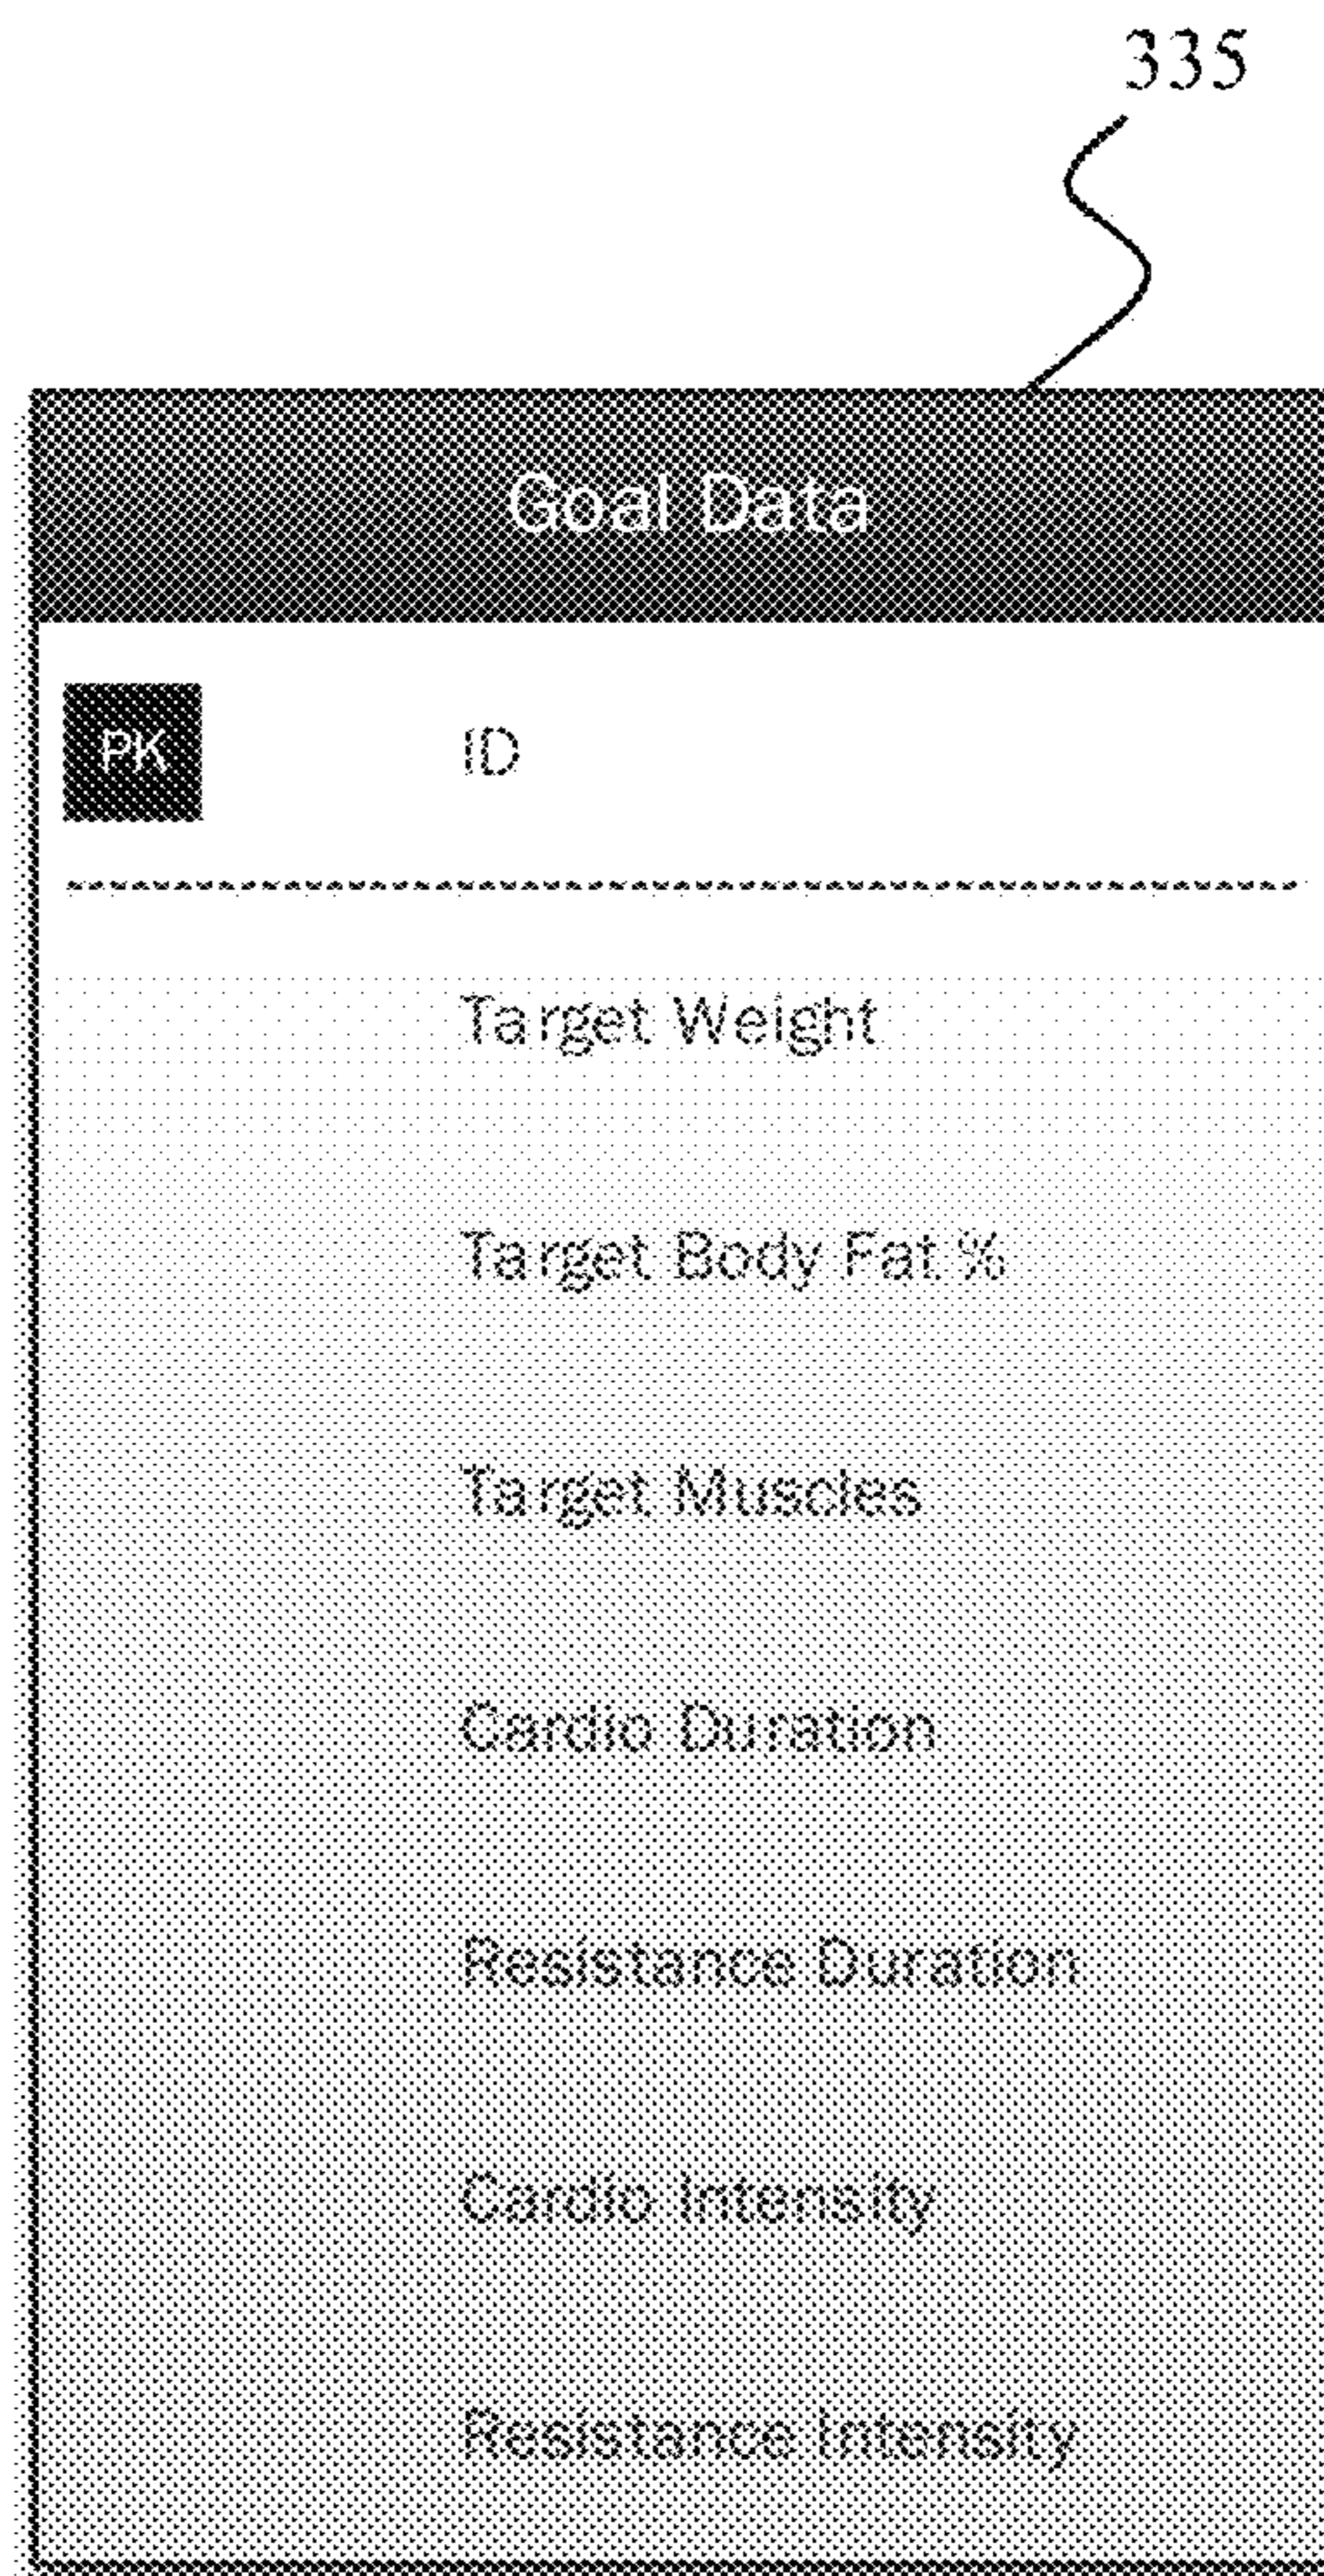 335
Goal Data
PK ID
Target Weight
Target Body Fat %
Target Muscles
Cardio Duration
Resistance Duration
Cardio Intensity
Resistance Intensity